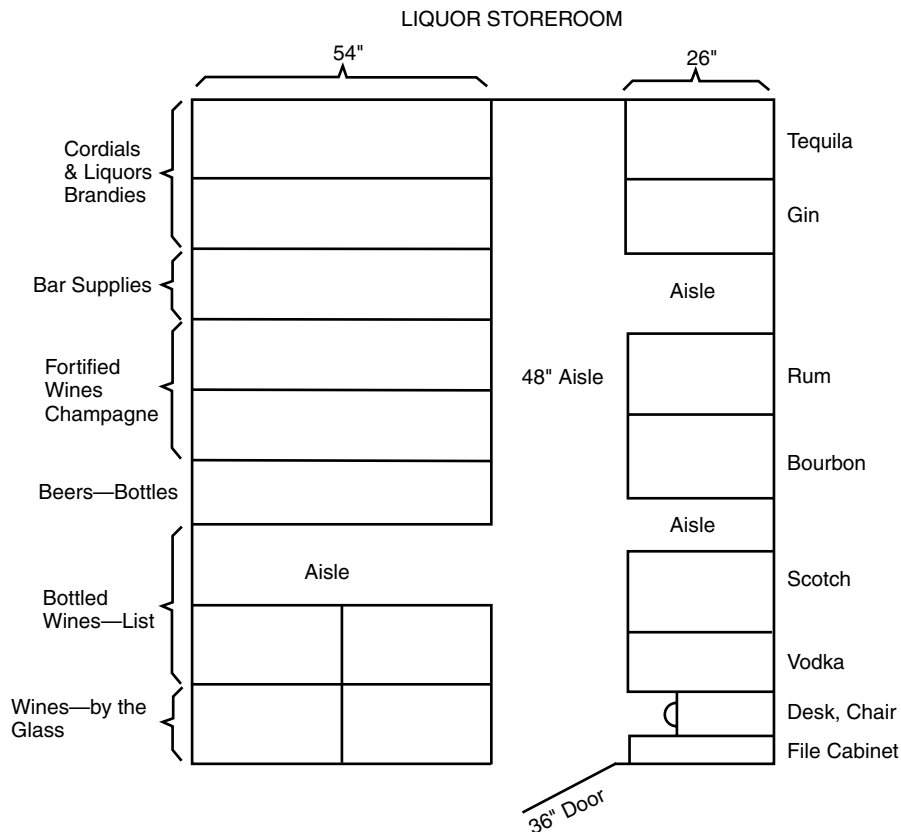 LIQUOR STOREROOM
54"
26"
Cordials
& Liquors
Brandies
Bar Supplies
Fortified
Wines
Champagne
Beers—Bottles
Bottled
Wines—List
Wines—by the
Glass
Aisle
48" Aisle
Tequila
Gin
Aisle
Rum
Bourbon
Aisle
Scotch
Vodka
Desk, Chair
File Cabinet
36" Door